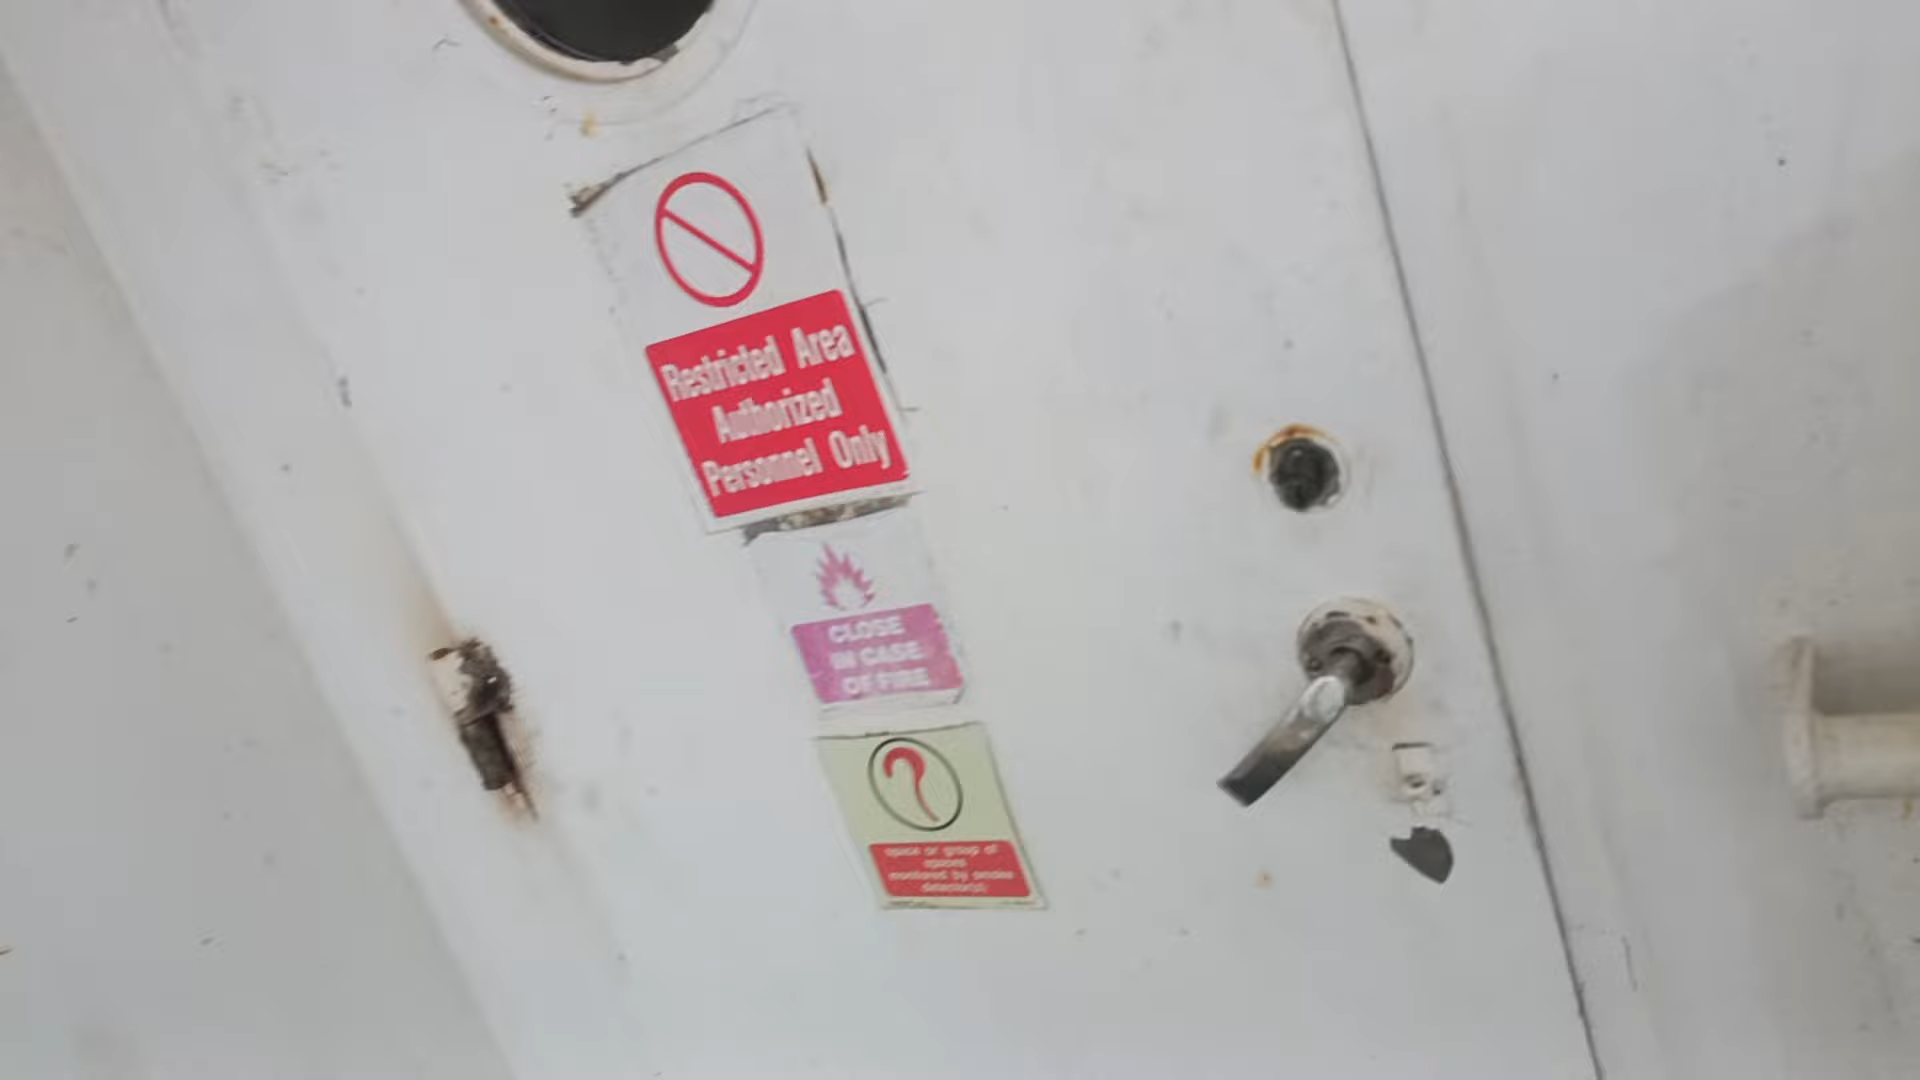 Restricted Area
Authorized
Personnel Only
CLOSE
IN CASE
OF FIRE
space or group of
spaces
monitored by smoke
detector(s)